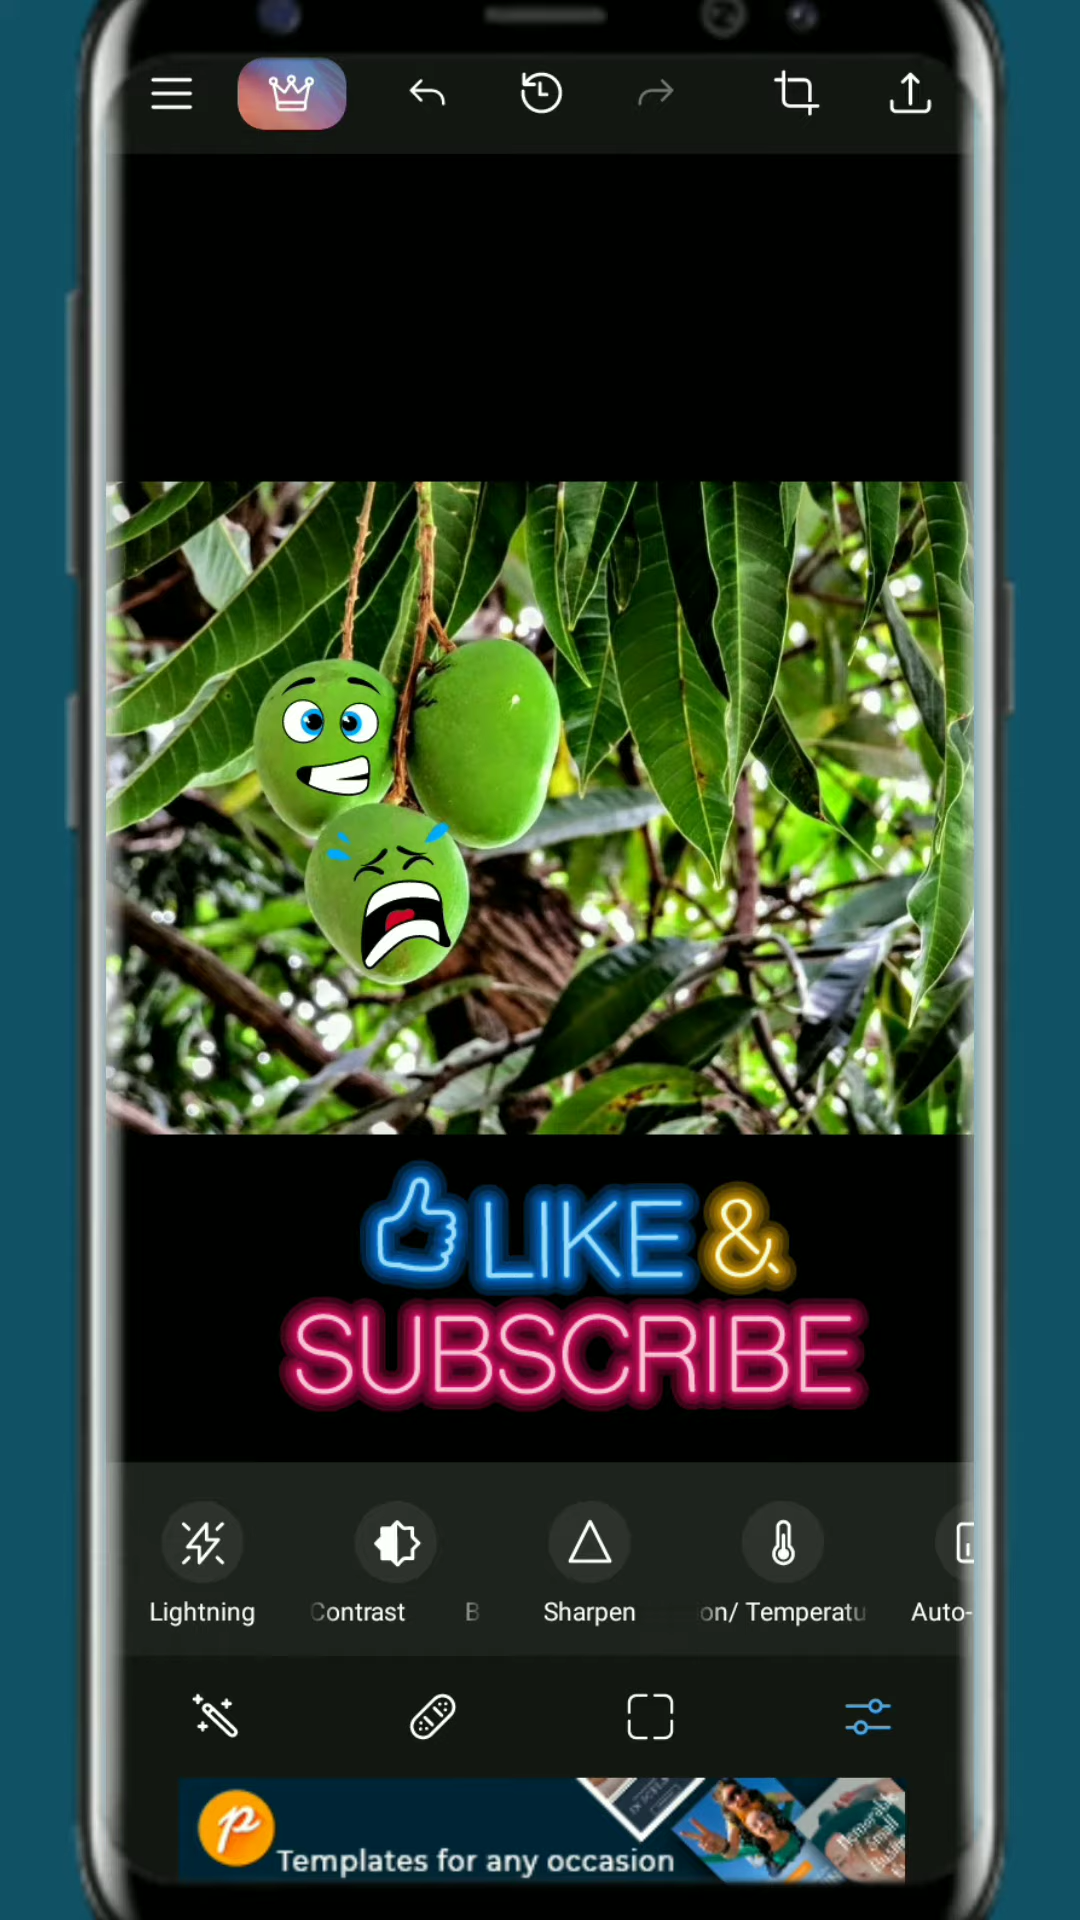 LIKE &
SUBSCRIBE
Lightning
Contrast B
Sharpen
on/ Temperatu
Auto-
Templates for any occasion